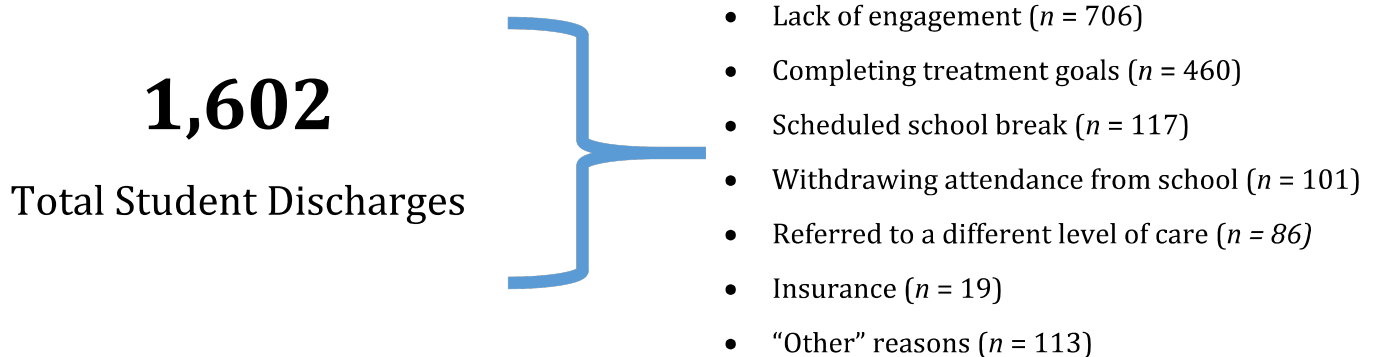 1,602
Total Student Discharges
• Lack of engagement (n = 706)
• Completing treatment goals (n = 460)
• Scheduled school break (n = 117)
• Withdrawing attendance from school (n = 101)
• Referred to a different level of care (n = 86)
• Insurance (n = 19)
• “Other” reasons (n = 113)